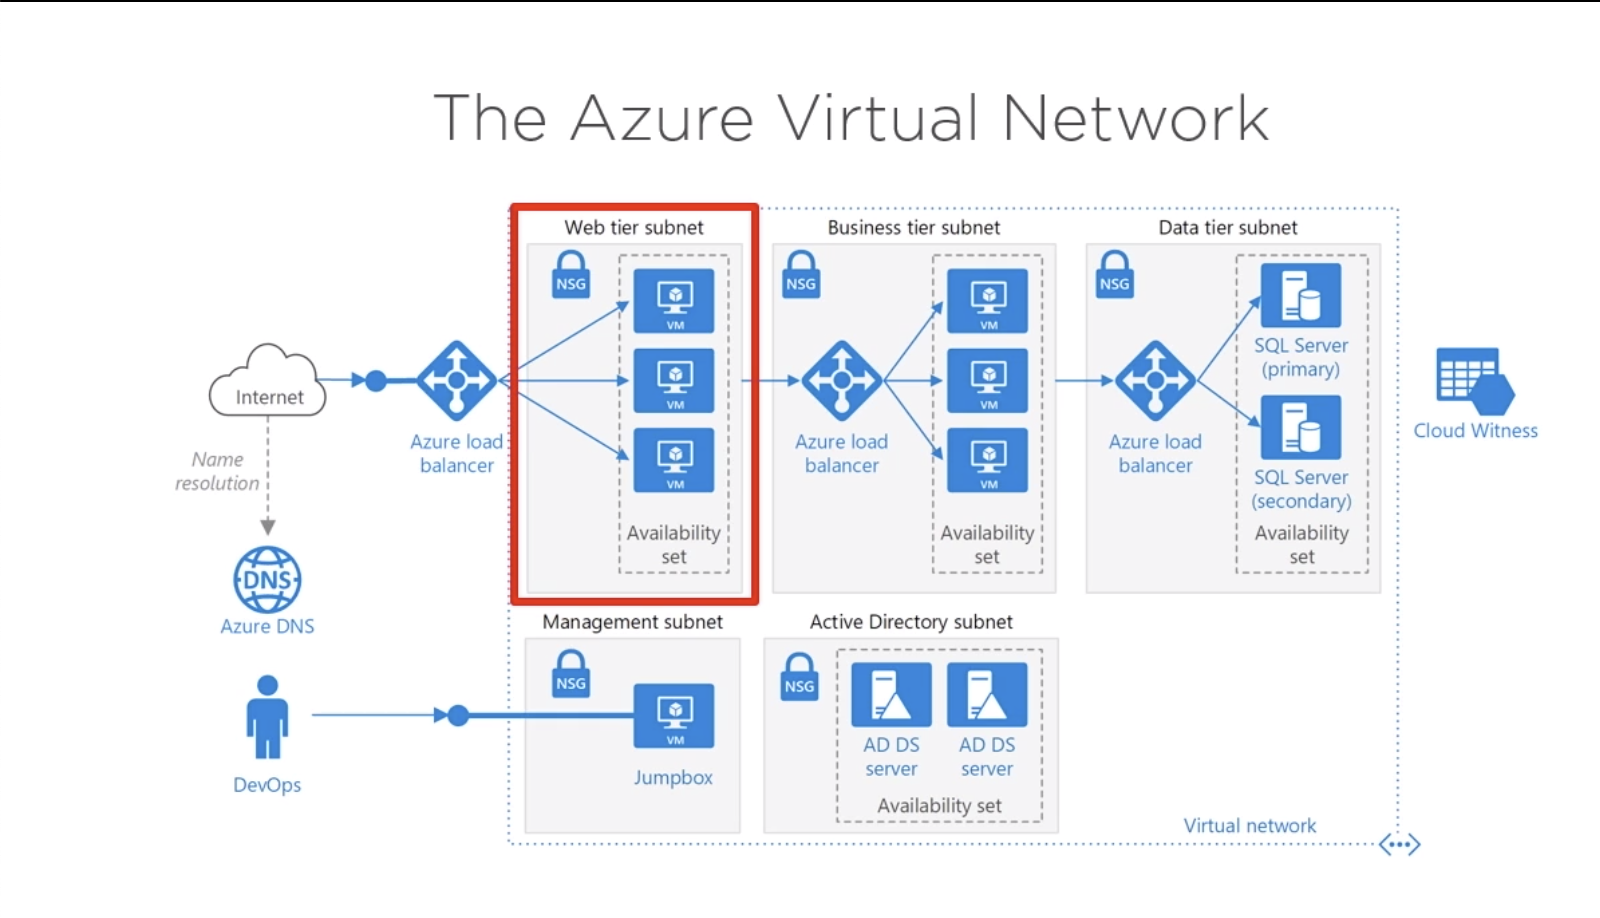 The Azure Virtual Network
Web tier subnet
NSG
VM
VM
VM
Availability
set
Business tier subnet
NSG
Azure load
balancer
VM
VM
VM
Availability
set
Data tier subnet
NSG
Azure load
balancer
SQL Server
(primary)
SQL Server
(secondary)
Availability
set
Internet
Azure load
balancer
Name
resolution
DNS
Azure DNS
Cloud Witness
Management subnet
NSG
VM
Jumpbox
DevOps
Active Directory subnet
NSG
AD DS
server
AD DS
server
Availability set
Virtual network